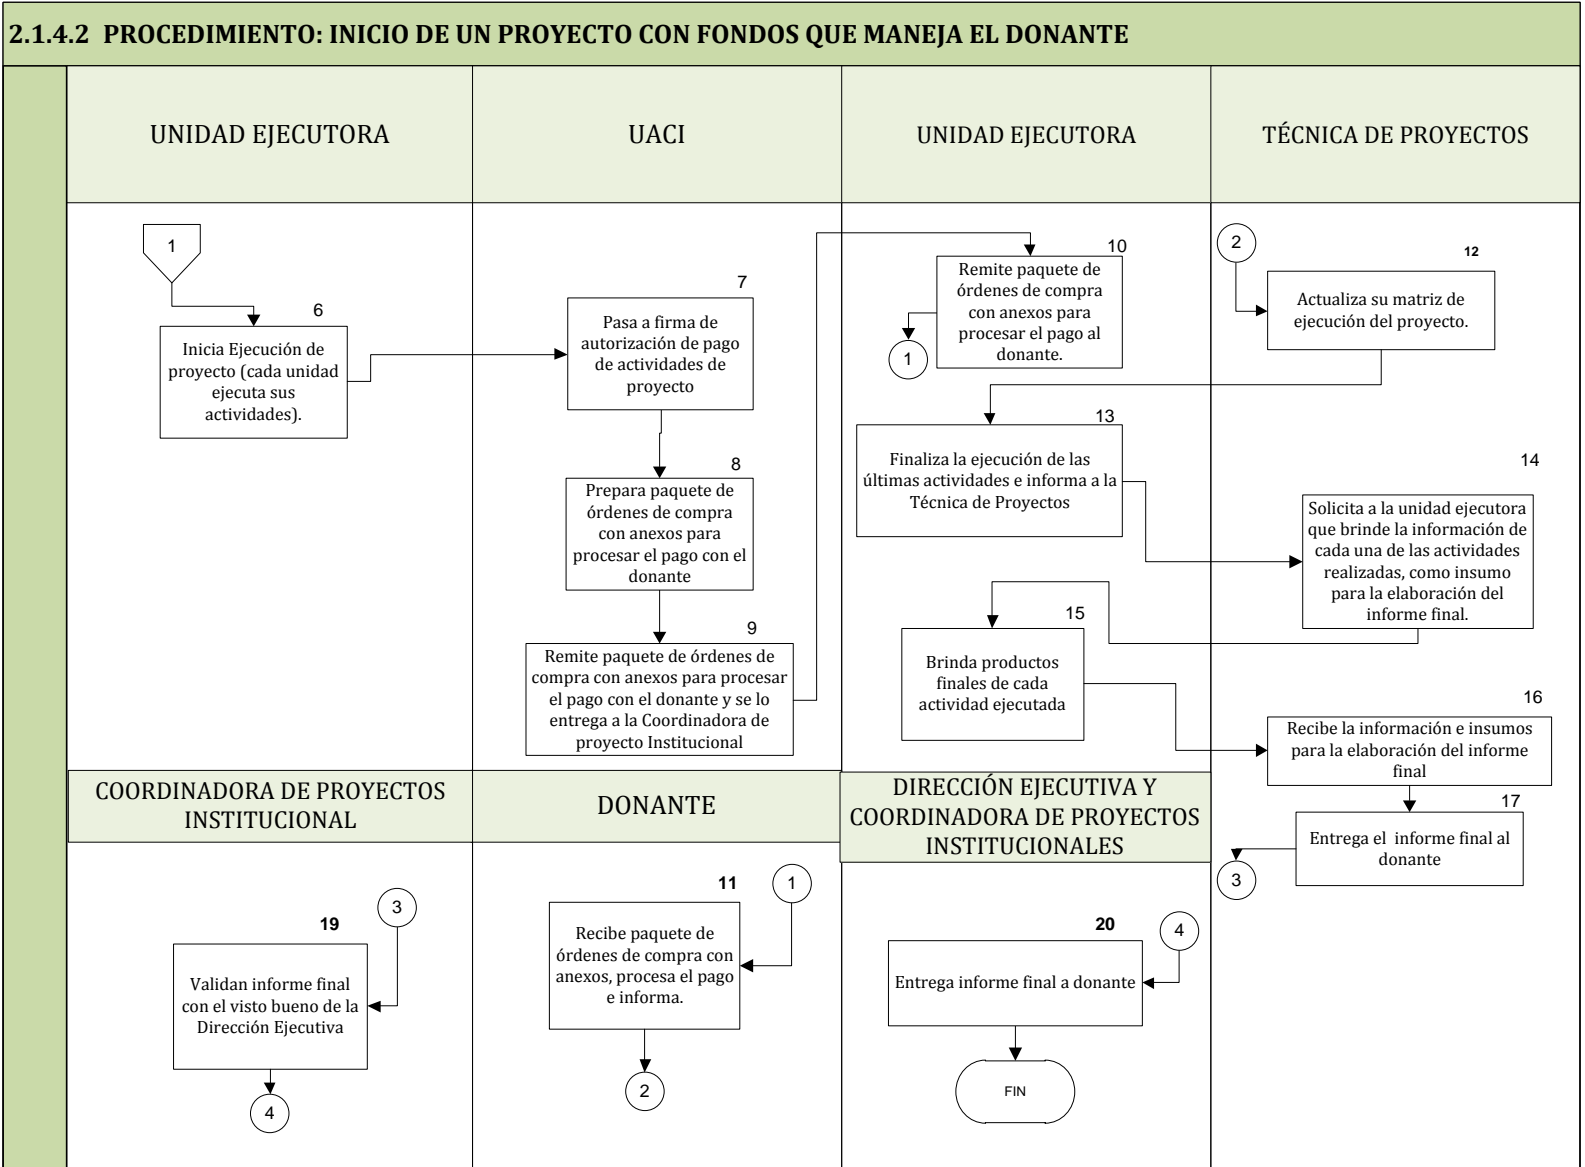 2.1.4.2 PROCEDIMIENTO: INICIO DE UN PROYECTO CON FONDOS QUE MANEJA EL DONANTE
UNIDAD EJECUTORA
UACI
UNIDAD EJECUTORA
TÉCNICA DE PROYECTOS
1
6
Inicia Ejecución de
proyecto (cada unidad
ejecuta sus
actividades).
7
Pasa a firma de
autorización de pago
de actividades de
proyecto
8
Prepara paquete de
órdenes de compra
con anexos para
procesar el pago con el
donante
9
Remite paquete de órdenes de
compra con anexos para procesar
el pago con el donante y se lo
entrega a la Coordinadora de
proyecto Institucional
10
Remite paquete de
órdenes de compra
con anexos para
procesar el pago al
donante.
1
2
12
Actualiza su matriz de
ejecución del proyecto.
13
Finaliza la ejecución de las
últimas actividades e informa a la
Técnica de Proyectos
14
Solicita a la unidad ejecutora
que brinde la información de
cada una de las actividades
realizadas, como insumo
para la elaboración del
informe final.
15
Brinda productos
finales de cada
actividad ejecutada
16
Recibe la información e insumos
para la elaboración del informe
final
17
Entrega el informe final al
donante
3
COORDINADORA DE PROYECTOS
INSTITUCIONAL
DONANTE
DIRECCIÓN EJECUTIVA Y
COORDINADORA DE PROYECTOS
INSTITUCIONALES
3
19
Validan informe final
con el visto bueno de la
Dirección Ejecutiva
4
1
11
Recibe paquete de
órdenes de compra con
anexos, procesa el pago
e informa.
2
4
20
Entrega informe final a donante
FIN